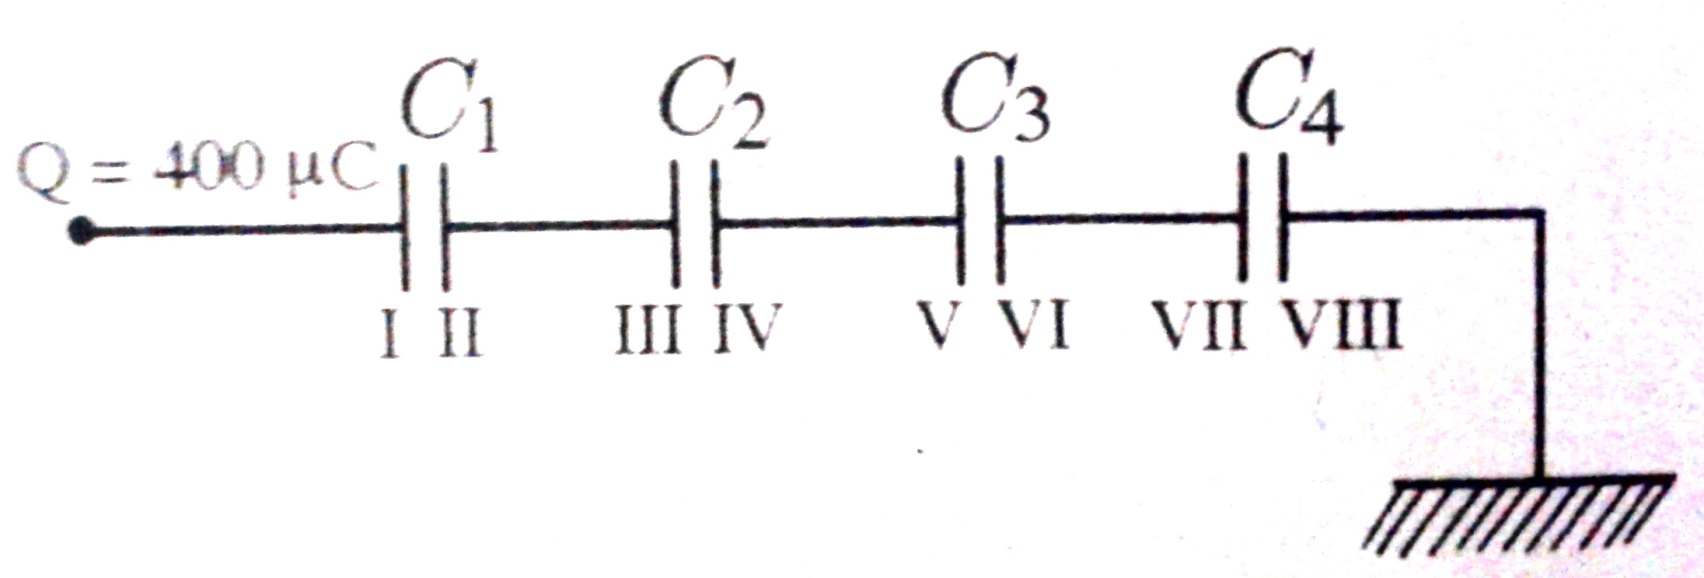 C₁ C₂ C₃ C₄
Q = 400 μC
I II III IV V VI VII VIII